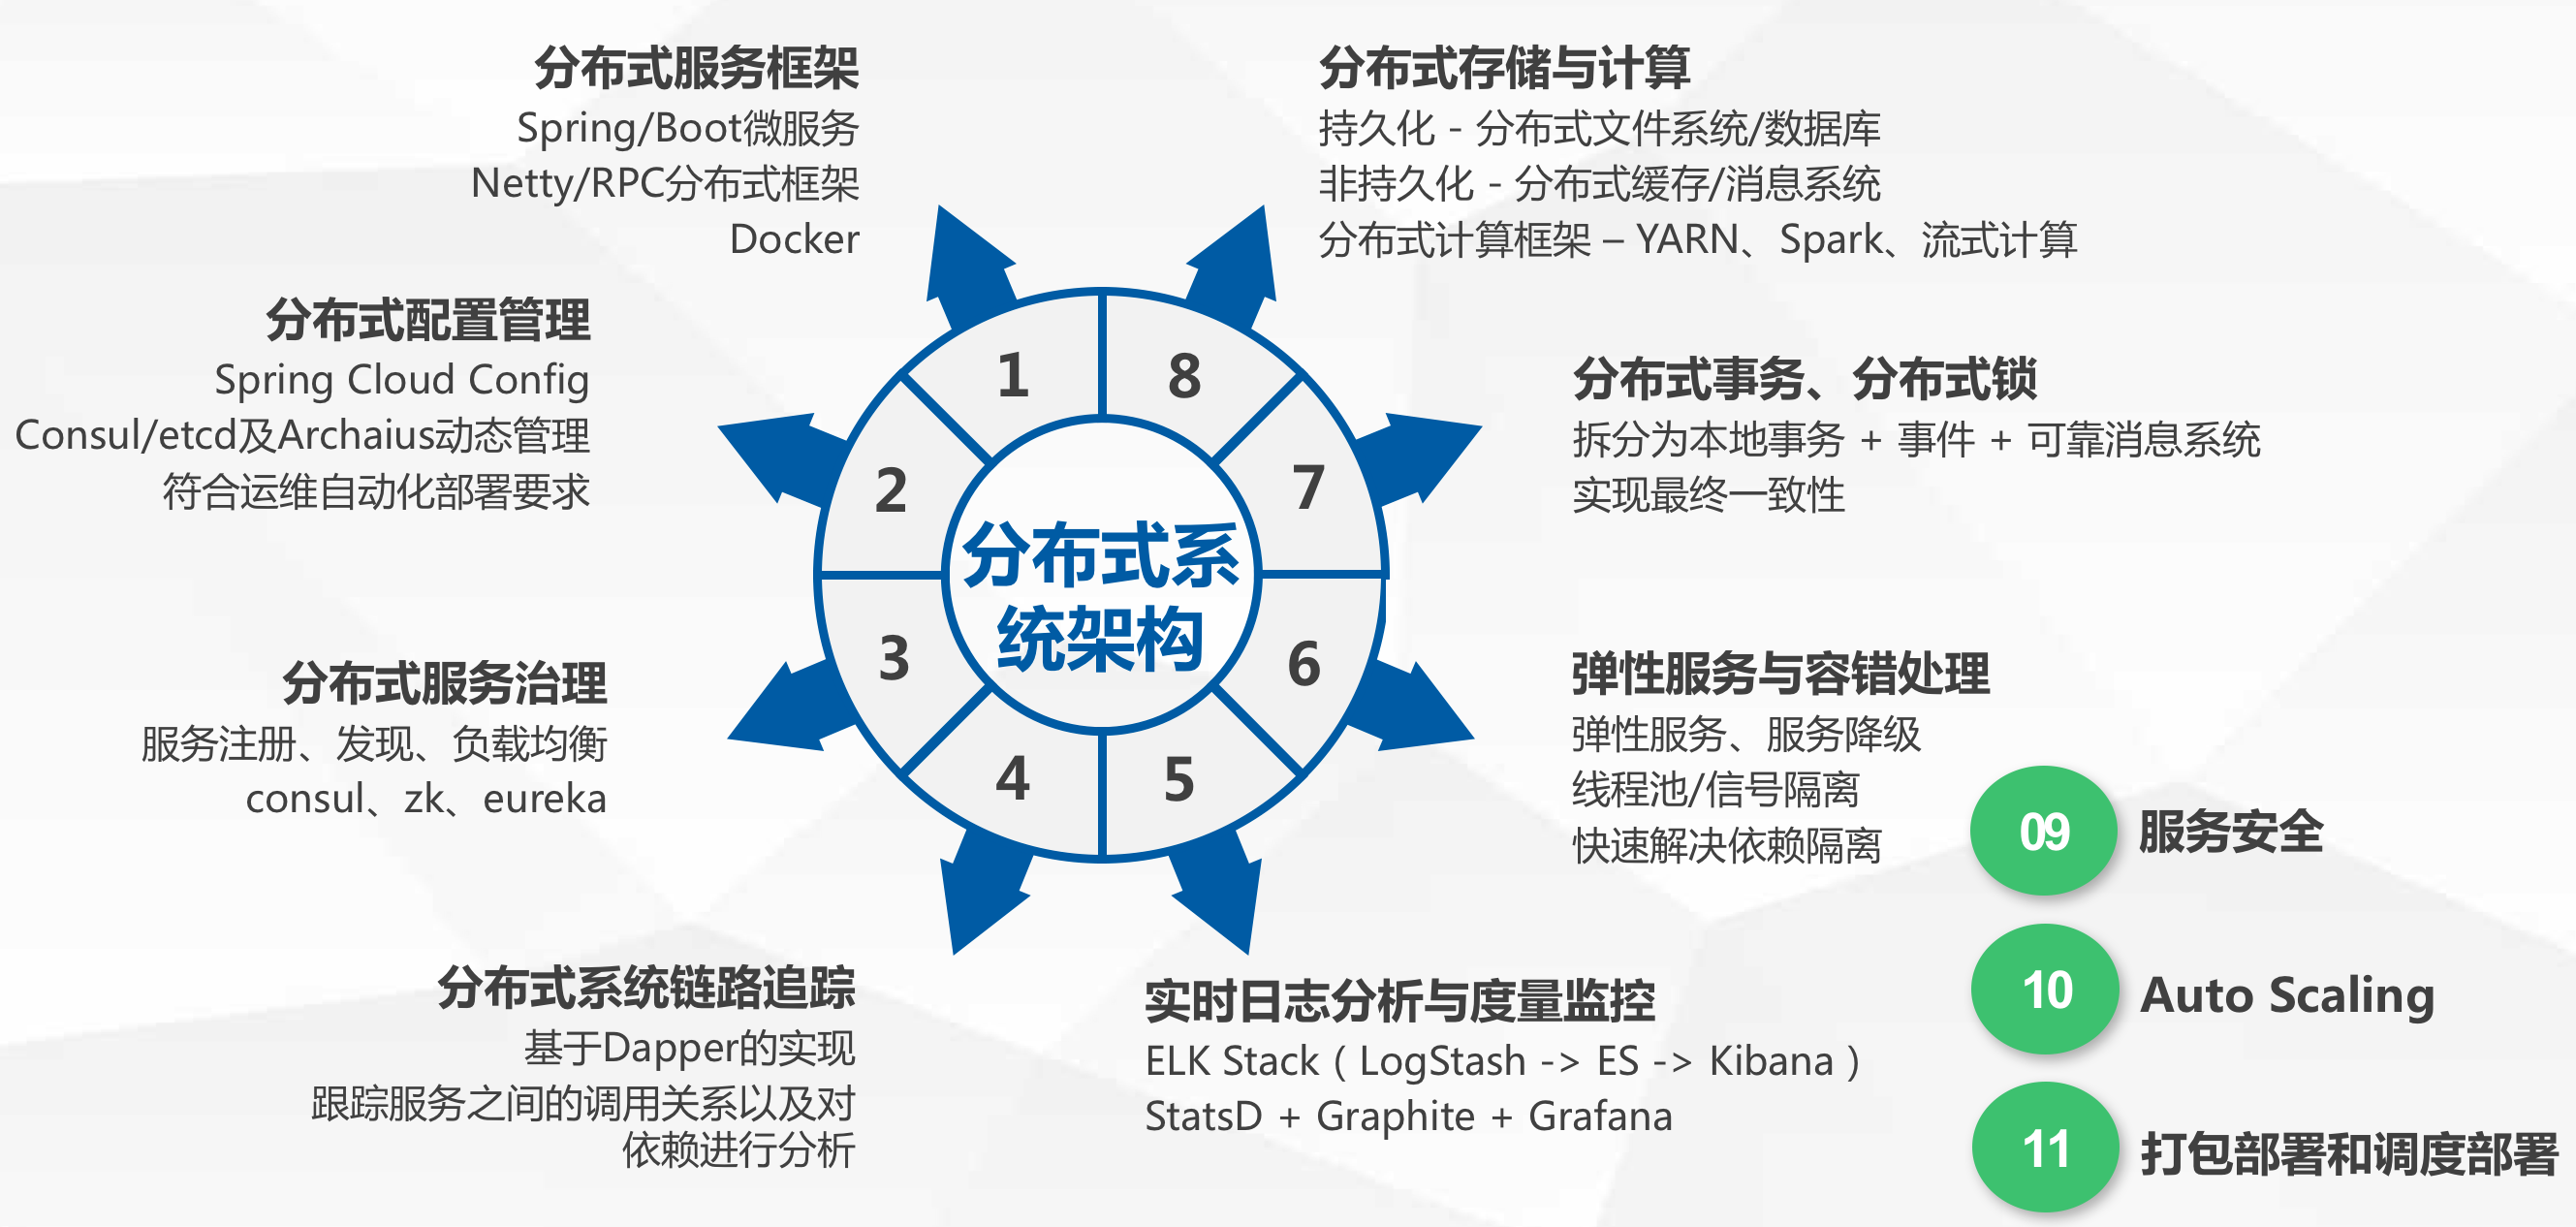 分布式服务框架
Spring/Boot微服务
Netty/RPC分布式框架
Docker
分布式配置管理
Spring Cloud Config
Consul/etcd及Archaius动态管理
符合运维自动化部署要求
分布式服务治理
服务注册、发现、负载均衡
consul、zk、eureka
分布式系统链路追踪
基于Dapper的实现
跟踪服务之间的调用关系以及对
依赖进行分析
1
2
3
4
5
6
7
8
分布式系
统架构
分布式存储与计算
持久化 - 分布式文件系统/数据库
非持久化 - 分布式缓存/消息系统
分布式计算框架 – YARN、Spark、流式计算
分布式事务、分布式锁
拆分为本地事务 + 事件 + 可靠消息系统
实现最终一致性
弹性服务与容错处理
弹性服务、服务降级
线程池/信号隔离
快速解决依赖隔离
实时日志分析与度量监控
ELK Stack ( LogStash -> ES -> Kibana )
StatsD + Graphite + Grafana
09 服务安全
10 Auto Scaling
11 打包部署和调度部署